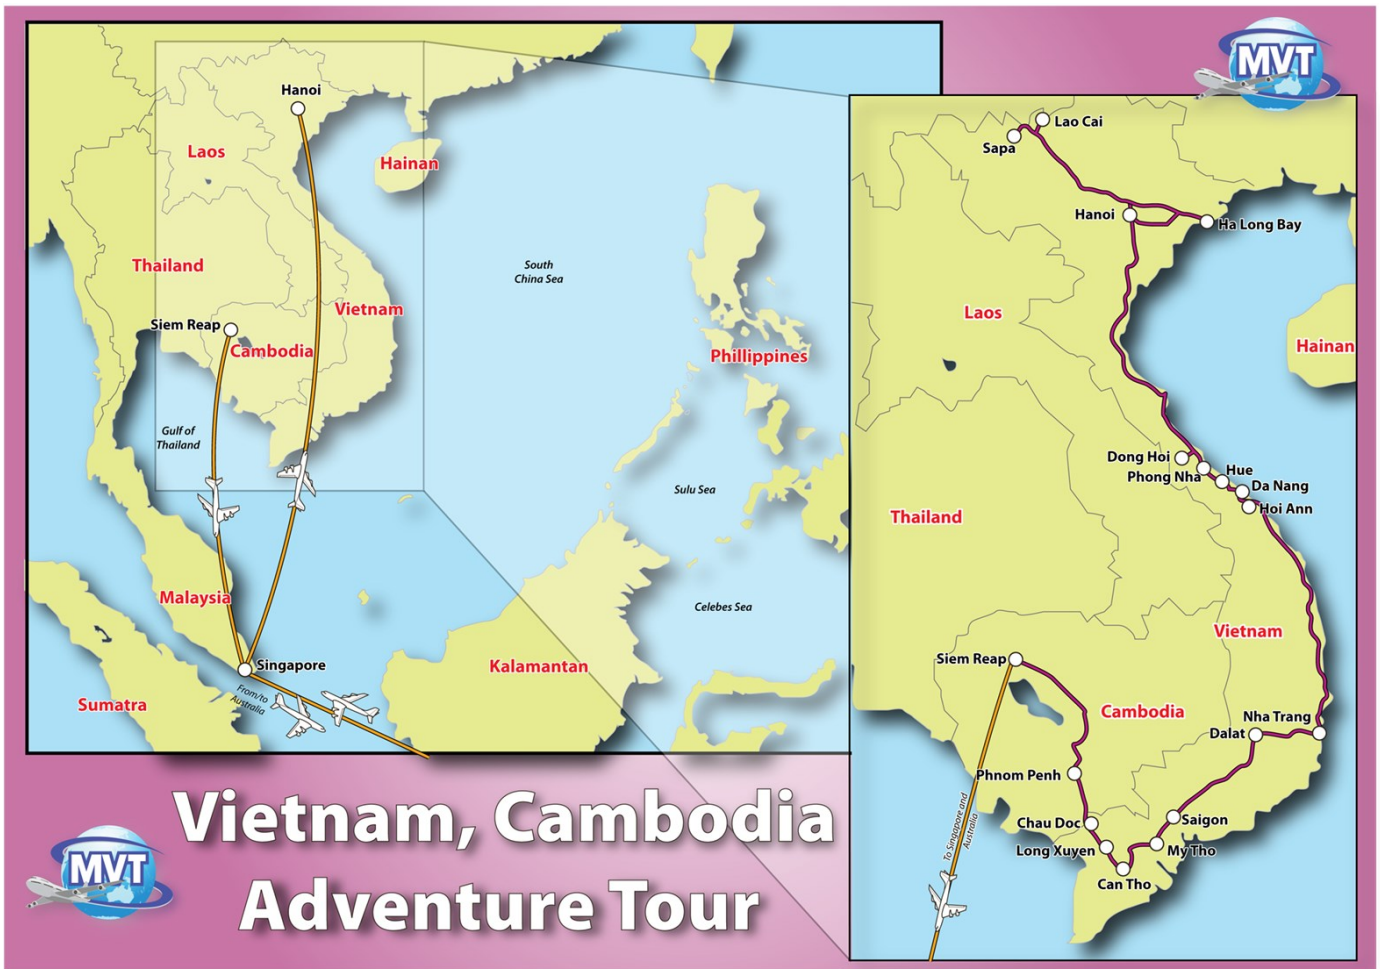 MVT
Hanoi
Laos
Hainan
Thailand
South
China Sea
Vietnam
Siem Reap
Cambodia
Phillippines
Gulf of
Thailand
Sulu Sea
Malaysia
Celebes Sea
Singapore
From/to
Australia
Kalamantan
Sumatra
Lao Cai
Sapa
Hanoi
Ha Long Bay
Laos
Hainan
Dong Hoi
Phong Nha
Hue
Da Nang
Hoi Ann
Thailand
Vietnam
Siem Reap
Cambodia
Nha Trang
Dalat
Phnom Penh
To Singapore and
Australia
Chau Doc
Saigon
Long Xuyen
My Tho
Can Tho
Vietnam, Cambodia
Adventure Tour
MVT